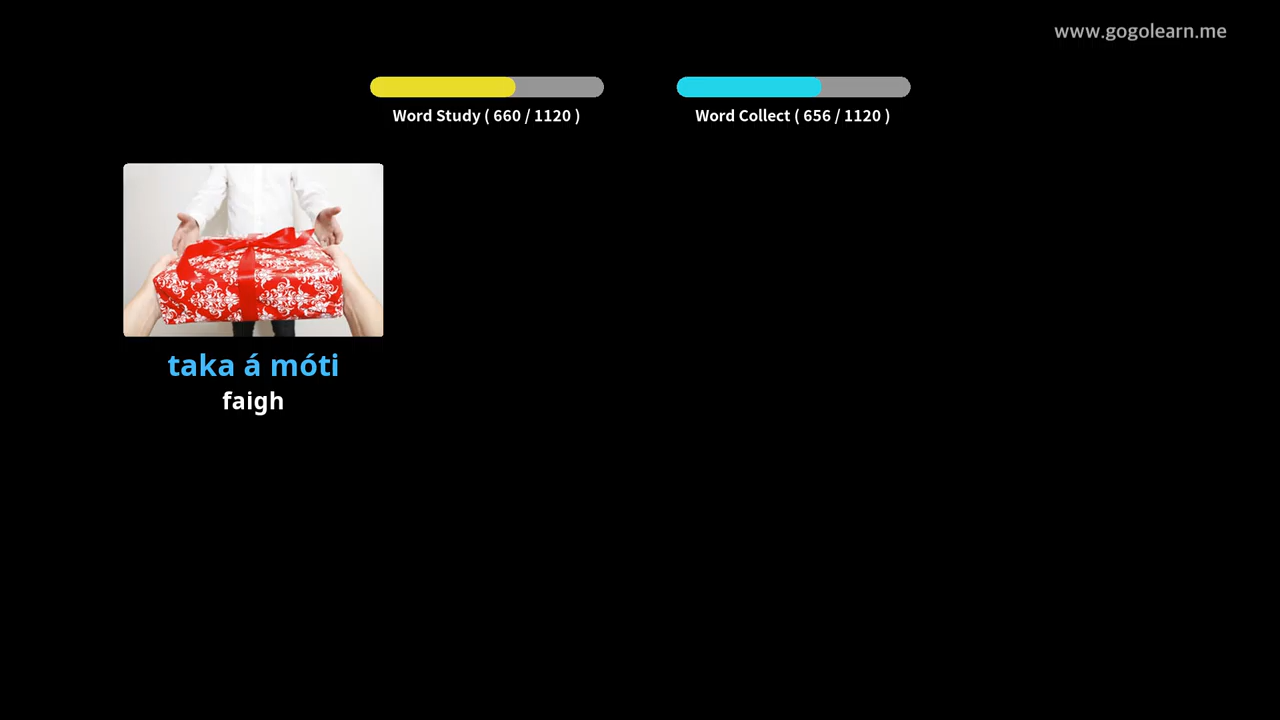 www.gogolearn.me
Word Study ( 660 / 1120 )
Word Collect ( 656 / 1120 )
taka á móti
faigh